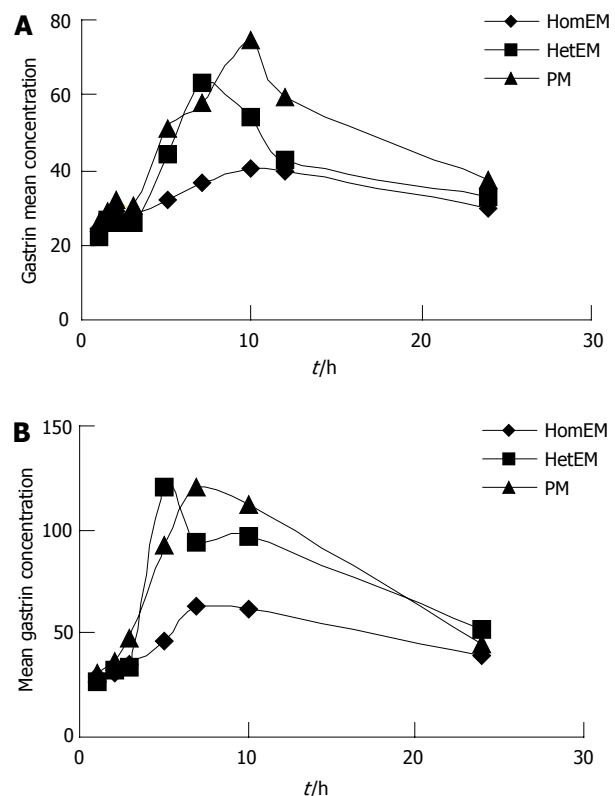 A
Gastrin mean concentration
80
60
40
20
0
0 10 20 30
t/h
HomEM
HetEM
PM
B
Mean gastrin concentration
150
100
50
0
0 10 20 30
t/h
HomEM
HetEM
PM